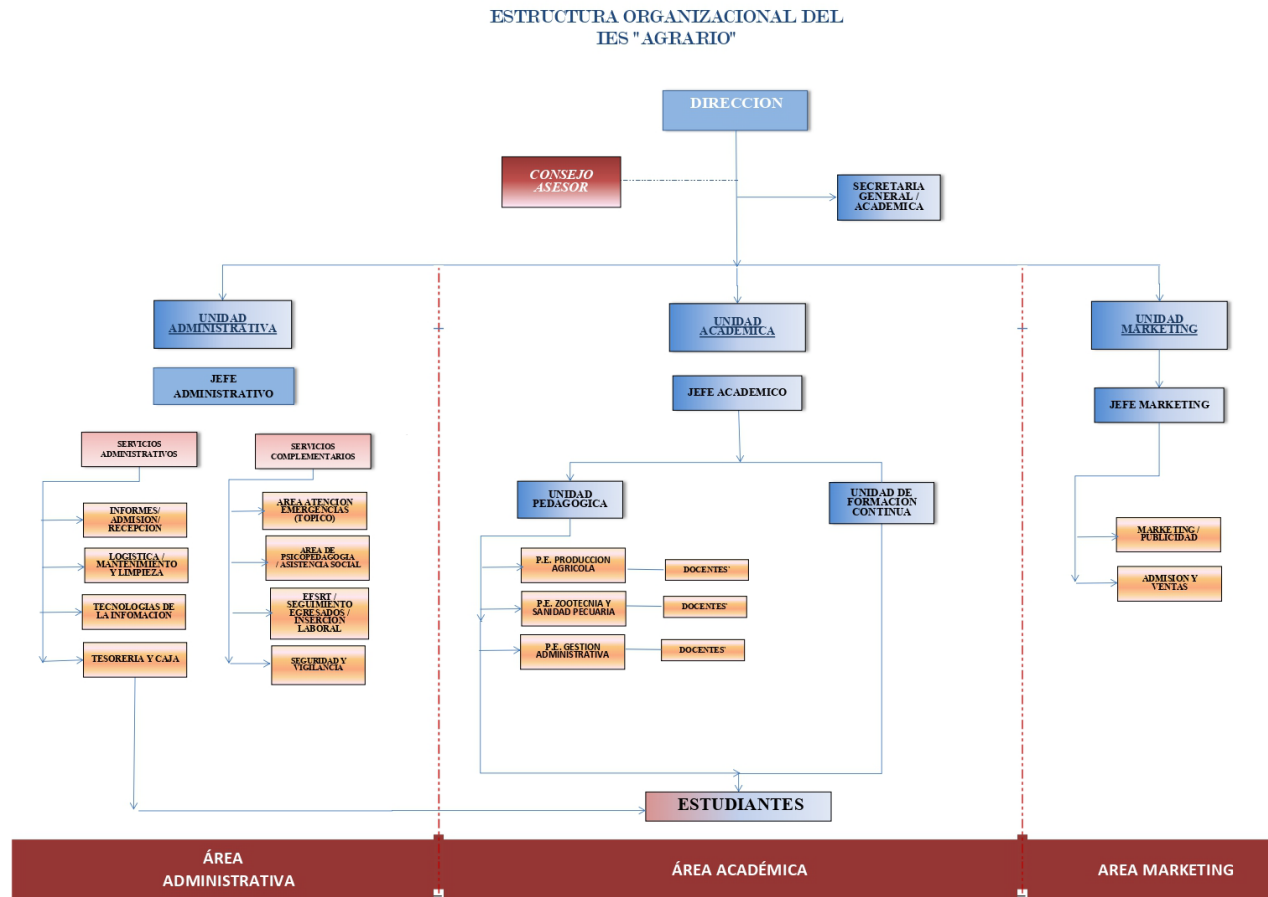 ESTRUCTURA ORGANIZACIONAL DEL
IES "AGRARIO"
DIRECCION
CONSEJO
ASESOR
SECRETARIA
GENERAL /
ACADEMICA
UNIDAD
ADMINISTRATIVA
UNIDAD
ACADEMICA
UNIDAD
MARKETING
JEFE
ADMINISTRATIVO
JEFE ACADEMICO
JEFE MARKETING
SERVICIOS
ADMINISTRATIVOS
SERVICIOS
COMPLEMENTARIOS
INFORMES/
ADMISION/
RECEPCION
LOGISTICA /
MANTENIMIENTO
Y LIMPIEZA
TECNOLOGIAS DE
LA INFOMACION
TESORERIA Y CAJA
AREA ATENCION
EMERGENCIAS
(TOPICO)
AREA DE
PSICOPEDAGOGIA
/ ASISTENCIA SOCIAL
EFSRT /
SEGUIMIENTO
EGRESADOS /
INSERCION
LABORAL
SEGURIDAD Y
VIGILANCIA
UNIDAD
PEDAGOGICA
UNIDAD DE
FORMACION
CONTINUA
P.E. PRODUCCION
AGRICOLA
DOCENTES'
P.E. ZOOTECNIA Y
SANIDAD PECUARIA
DOCENTES'
P.E. GESTION
ADMINISTRATIVA
DOCENTES'
MARKETING /
PUBLICIDAD
ADMISION Y
VENTAS
ESTUDIANTES
ÁREA
ADMINISTRATIVA
ÁREA ACADÉMICA
AREA MARKETING